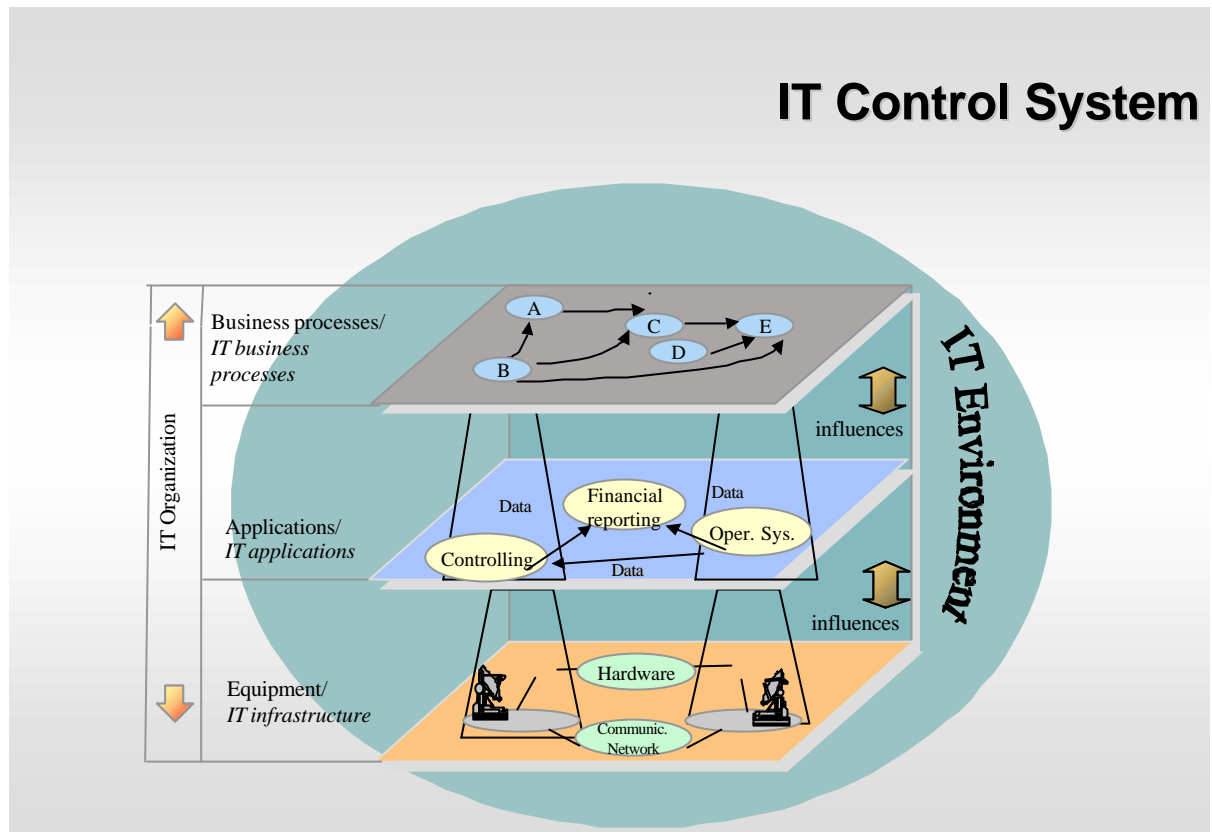 IT Control System
IT Organization
Business processes/
IT business
processes
A
C
E
D
B
influences
IT Environment
Applications/
IT applications
Data
Financial
reporting
Data
Oper. Sys.
Controlling
Data
influences
Equipment/
IT infrastructure
Hardware
Communic.
Network